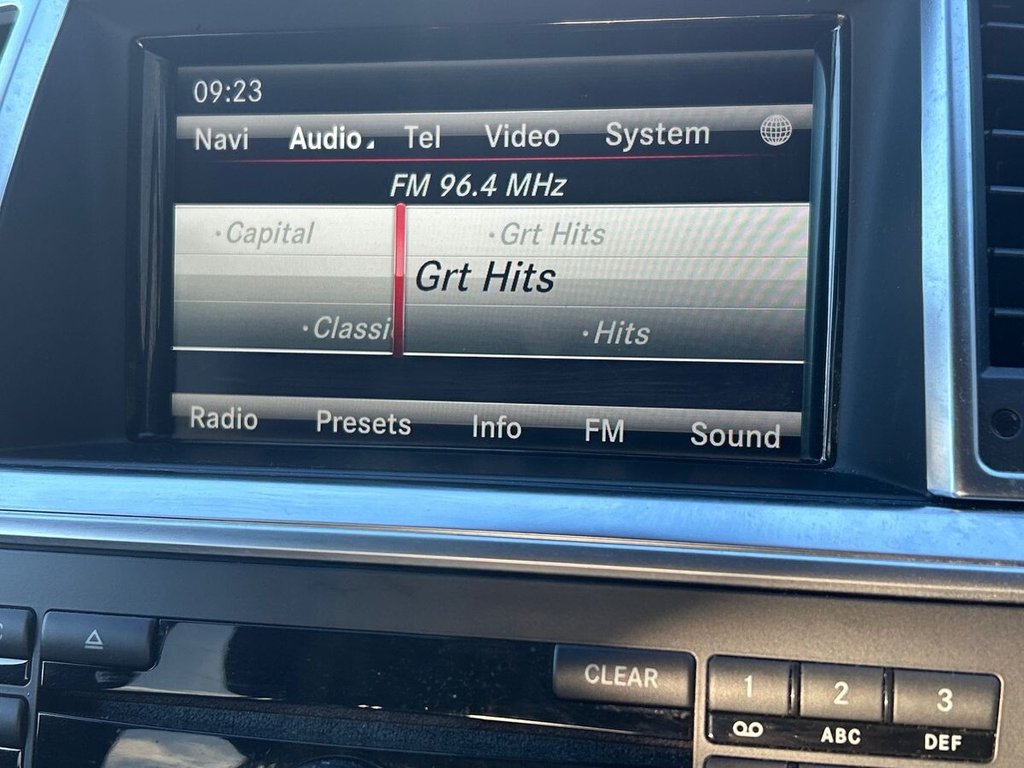 09:23
Navi Audio Tel Video System
FM 96.4 MHz
·Capital ·Grt Hits
Grt Hits
·Classi ·Hits
Radio Presets Info FM Sound
CLEAR 1 2 3
ABC DEF